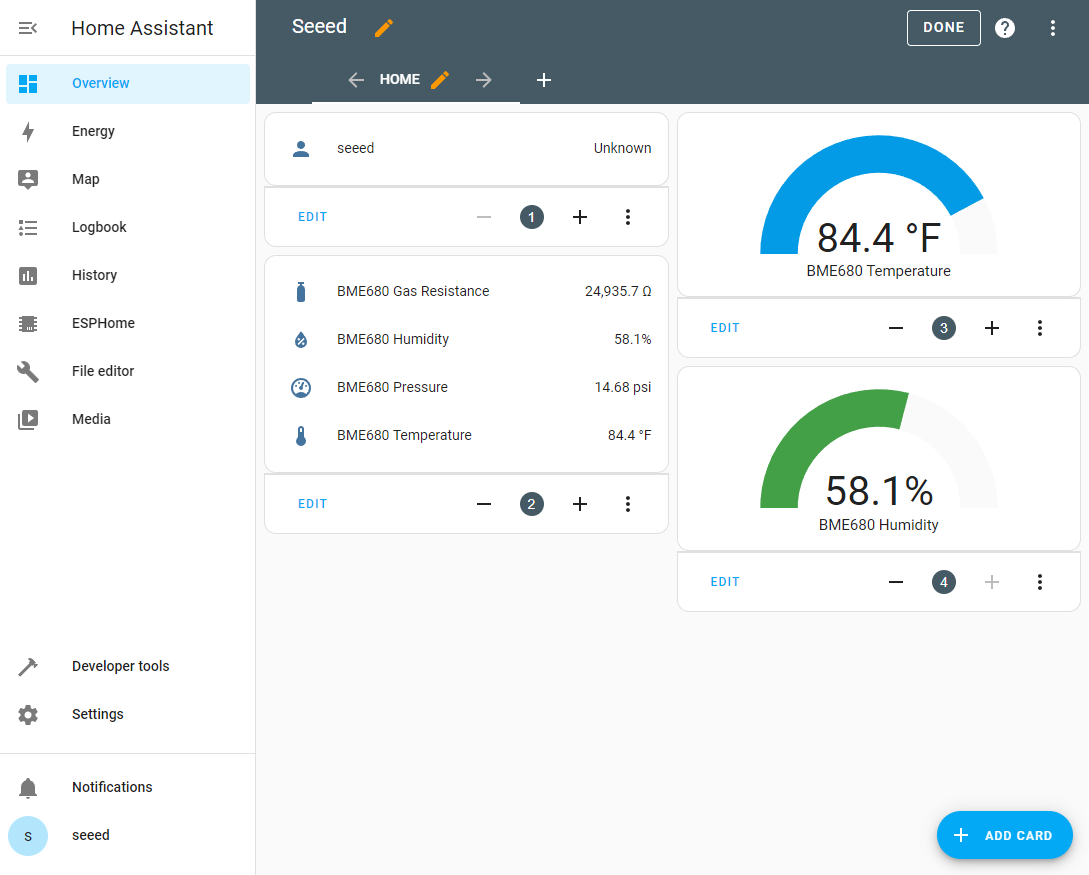 Home Assistant
Overview
Energy
Map
Logbook
History
ESPHome
File editor
Media
Developer tools
Settings
Notifications
S seeed
Seeed
DONE
HOME
seeed Unknown
EDIT 1
BME680 Gas Resistance 24,935.7 Ω
BME680 Humidity 58.1%
BME680 Pressure 14.68 psi
BME680 Temperature 84.4 °F
EDIT 2
84.4 °F
BME680 Temperature
EDIT 3
58.1%
BME680 Humidity
EDIT 4
ADD CARD